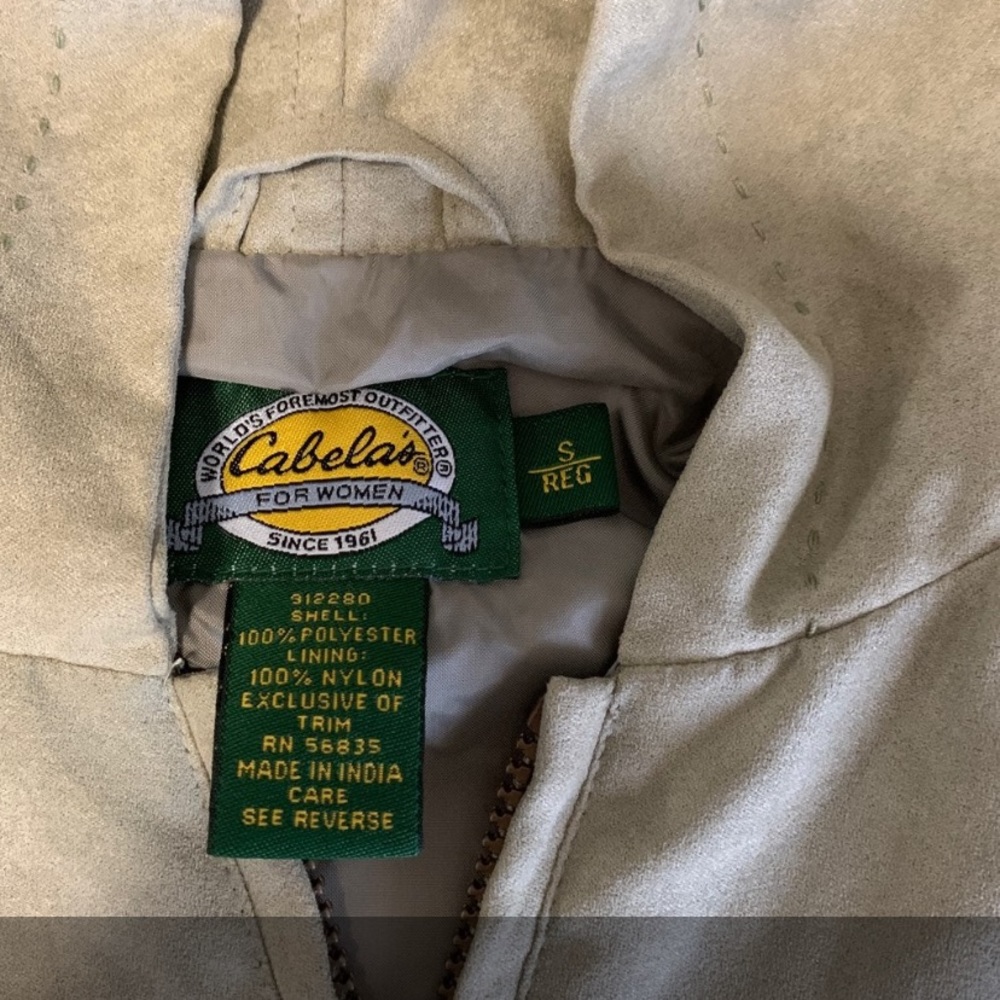 WORLD'S FOREMOST OUTFITTER®
Cabela's®
FOR WOMEN
SINCE 1961
S
REG
312280
SHELL:
100% POLYESTER
LINING:
100% NYLON
EXCLUSIVE OF
TRIM
RN 56835
MADE IN INDIA
CARE
SEE REVERSE